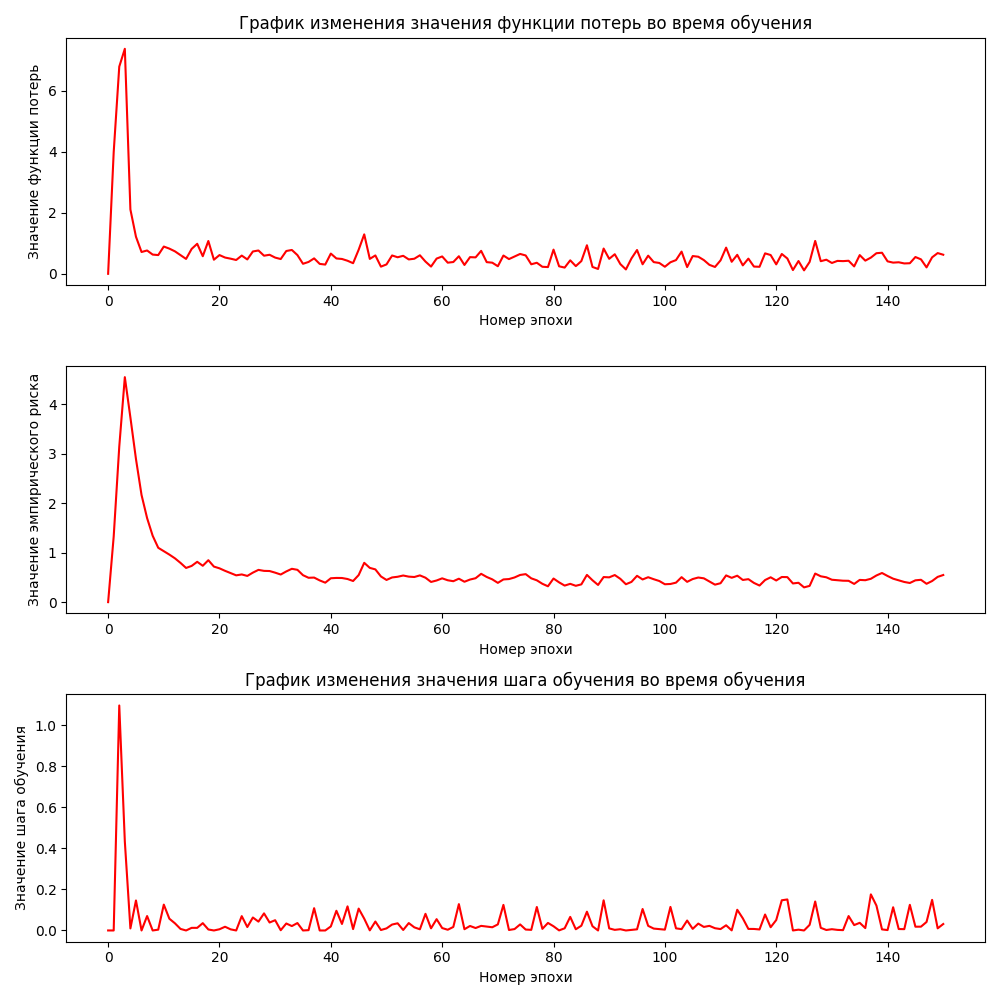 График изменения значения функции потерь во время обучения
Значение функции потерь
6
4
2
0
0 20 40 60 80 100 120 140
Номер эпохи
Значение эмпирического риска
4
3
2
1
0
0 20 40 60 80 100 120 140
Номер эпохи
График изменения значения шага обучения во время обучения
Значение шага обучения
1.0
0.8
0.6
0.4
0.2
0.0
0 20 40 60 80 100 120 140
Номер эпохи